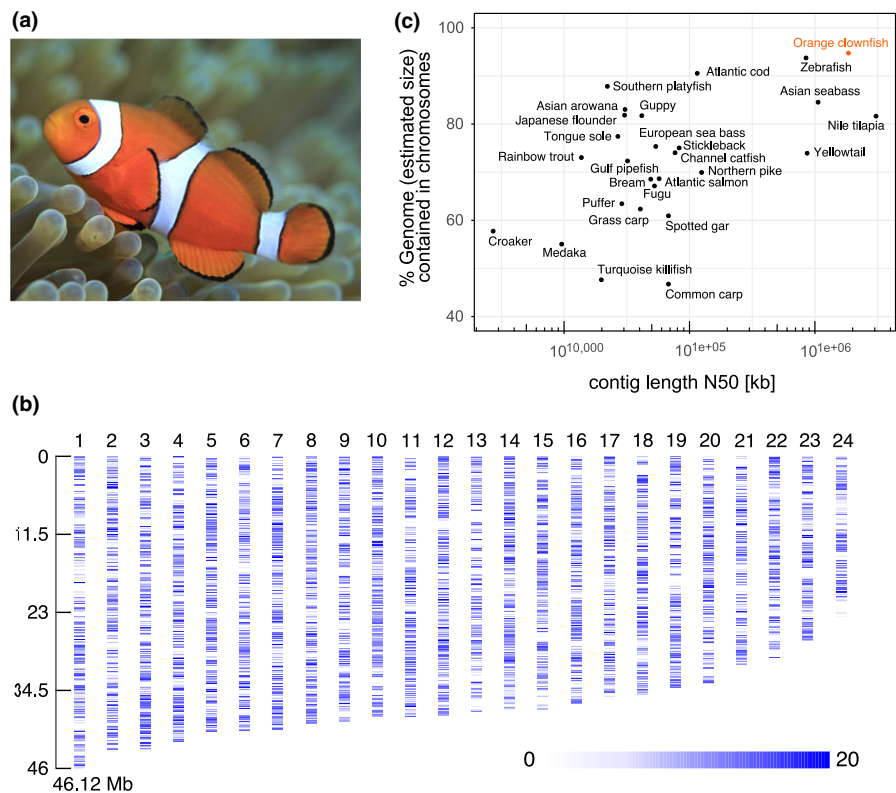 (a)
(c)
% Genome (estimated size)
contained in chromosomes
100
80
60
40
Orange clownfish
Zebrafish
Atlantic cod
Southern platyfish
Asian seabass
Asian arowana
Guppy
Japanese flounder
Nile tilapia
Tongue sole
European sea bass
Stickleback
Rainbow trout
Channel catfish
Yellowtail
Gulf pipefish
Northern pike
Bream
Atlantic salmon
Fugu
Puffer
Grass carp
Spotted gar
Croaker
Medaka
Turquoise killifish
Common carp
10^10,000
10^1e+05
10^1e+06
contig length N50 [kb]
(b)
1 2 3 4 5 6 7 8 9 10 11 12 13 14 15 16 17 18 19 20 21 22 23 24
0
11.5
23
34.5
46
46.12 Mb
0 20